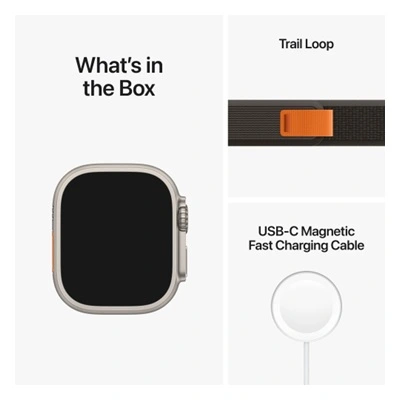 What's in
the Box
Trail Loop
USB-C Magnetic
Fast Charging Cable